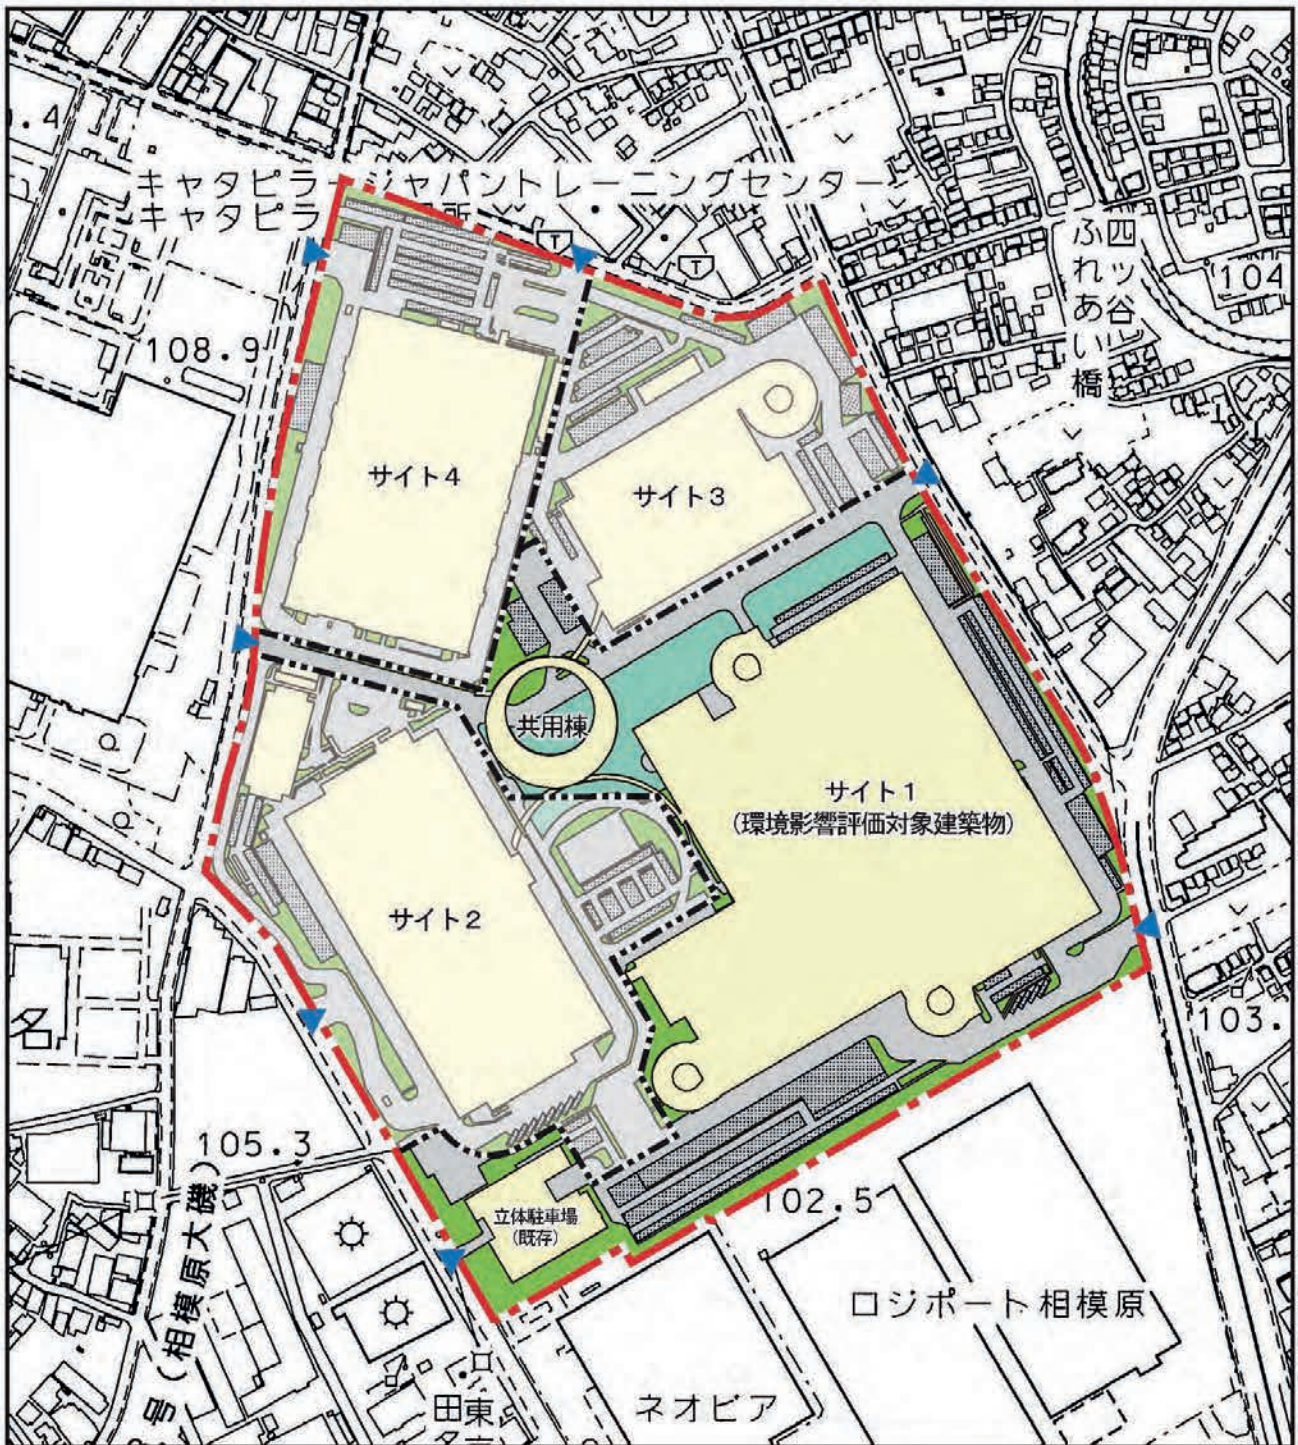 キャタピラージャパントレーニングセンター
キャタピラ
108.9
四ツ谷
ふれあい橋
104
サイト4
サイト3
共用棟
サイト1
(環境影響評価対象建築物)
サイト2
103.
105.3
号(相模原大磯)
立体駐車場
(既存)
102.5
ロジポート相模原
ネオピア
田東